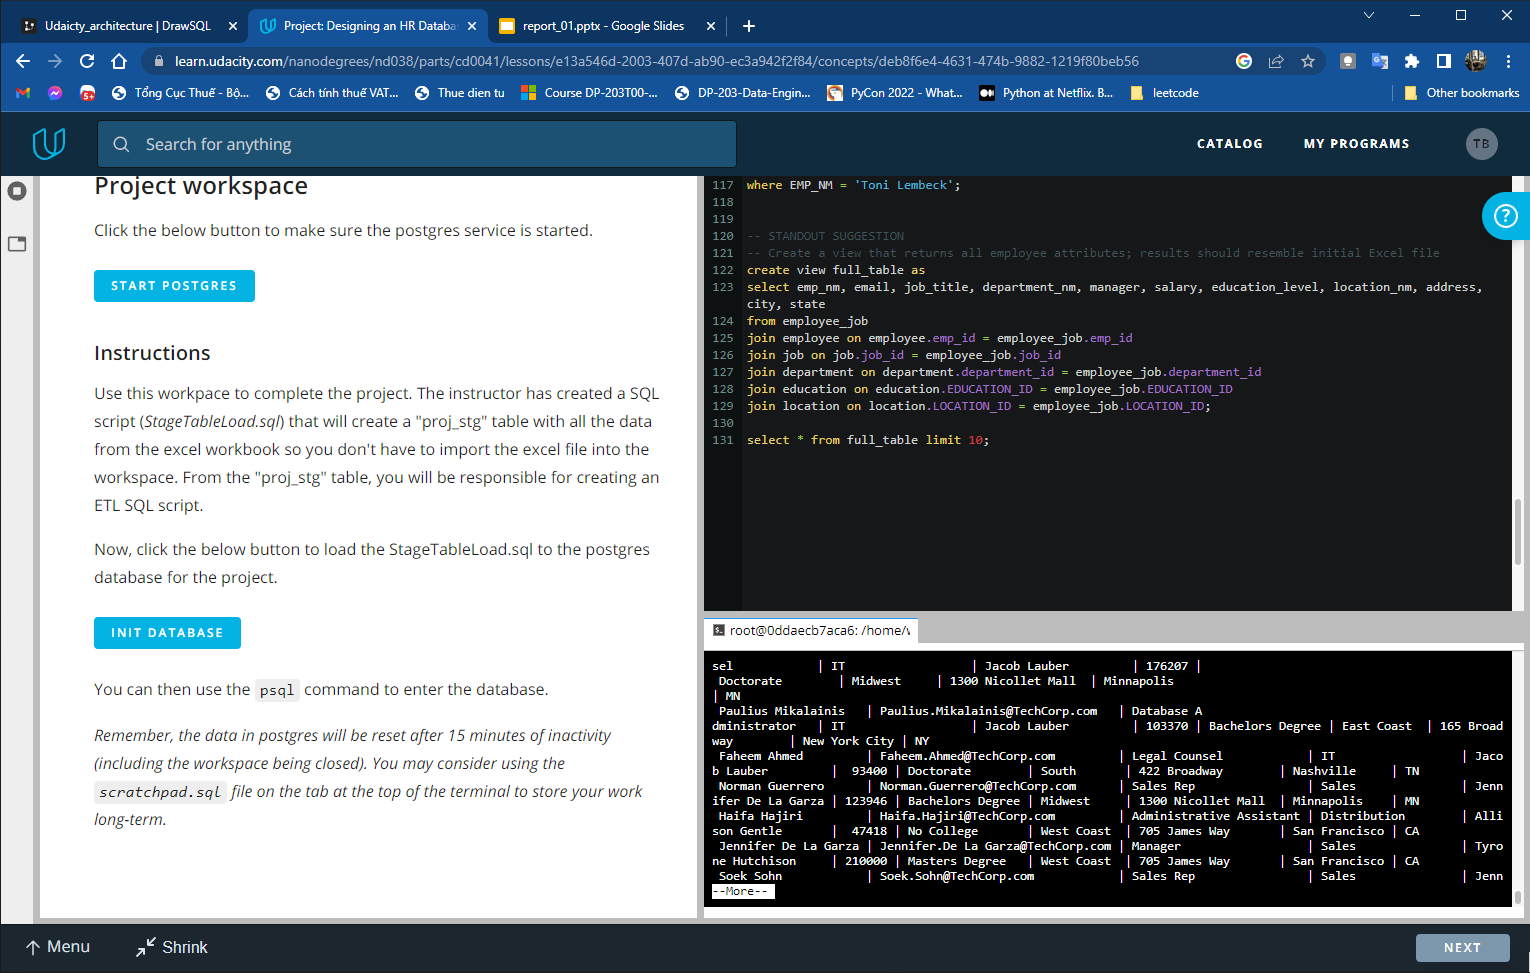 Udaicty_architecture | DrawSQL
Project: Designing an HR Databa
report_01.pptx - Google Slides
learn.udacity.com/nanodegrees/nd038/parts/cd0041/lessons/e13a546d-2003-407d-ab90-ec3a942f2f84/concepts/deb8f6e4-4631-474b-9882-1219f80beb56
Tổng Cục Thuế - Bộ...
Cách tính thuế VAT...
Thue dien tu
Course DP-203T00-...
DP-203-Data-Engin...
PyCon 2022 - What...
Python at Netflix. B...
leetcode
Other bookmarks
Search for anything
CATALOG
MY PROGRAMS
TB
Project workspace
Click the below button to make sure the postgres service is started.
START POSTGRES
Instructions
Use this workpace to complete the project. The instructor has created a SQL
script (StageTableLoad.sql) that will create a "proj_stg" table with all the data
from the excel workbook so you don't have to import the excel file into the
workspace. From the "proj_stg" table, you will be responsible for creating an
ETL SQL script.
Now, click the below button to load the StageTableLoad.sql to the postgres
database for the project.
INIT DATABASE
You can then use the psql command to enter the database.
Remember, the data in postgres will be reset after 15 minutes of inactivity
(including the workspace being closed). You may consider using the
scratchpad.sql file on the tab at the top of the terminal to store your work
long-term.
117 where EMP_NM = 'Toni Lembeck';
118
119
120 -- STANDOUT SUGGESTION
121 -- Create a view that returns all employee attributes; results should resemble initial Excel file
122 create view full_table as
123 select emp_nm, email, job_title, department_nm, manager, salary, education_level, location_nm, address,
city, state
124 from employee_job
125 join employee on employee.emp_id = employee_job.emp_id
126 join job on job.job_id = employee_job.job_id
127 join department on department.department_id = employee_job.department_id
128 join education on education.EDUCATION_ID = employee_job.EDUCATION_ID
129 join location on location.LOCATION_ID = employee_job.LOCATION_ID;
130
131 select * from full_table limit 10;
root@0ddaecb7aca6: /home/w
sel | IT | Jacob Lauber | 176207 |
Doctorate | Midwest | 1300 Nicollet Mall | Minnapolis
| MN
Paulius Mikalainis | Paulius.Mikalainis@TechCorp.com | Database A
dministrator | IT | Jacob Lauber | 103370 | Bachelors Degree | East Coast | 165 Broad
way | New York City | NY
Faheem Ahmed | Faheem.Ahmed@TechCorp.com | Legal Counsel | IT | Jaco
b Lauber | 93400 | Doctorate | South | 422 Broadway | Nashville | TN
Norman Guerrero | Norman.Guerrero@TechCorp.com | Sales Rep | Sales | Jenn
ifer De La Garza | 123946 | Bachelors Degree | Midwest | 1300 Nicollet Mall | Minnapolis | MN
Haifa Hajiri | Haifa.Hajiri@TechCorp.com | Administrative Assistant | Distribution | Alli
son Gentle | 47418 | No College | West Coast | 705 James Way | San Francisco | CA
Jennifer De La Garza | Jennifer.De La Garza@TechCorp.com | Manager | Sales | Tyro
ne Hutchison | 210000 | Masters Degree | West Coast | 705 James Way | San Francisco | CA
Soek Sohn | Soek.Sohn@TechCorp.com | Sales Rep | Sales | Jenn
--More--
Menu
Shrink
NEXT